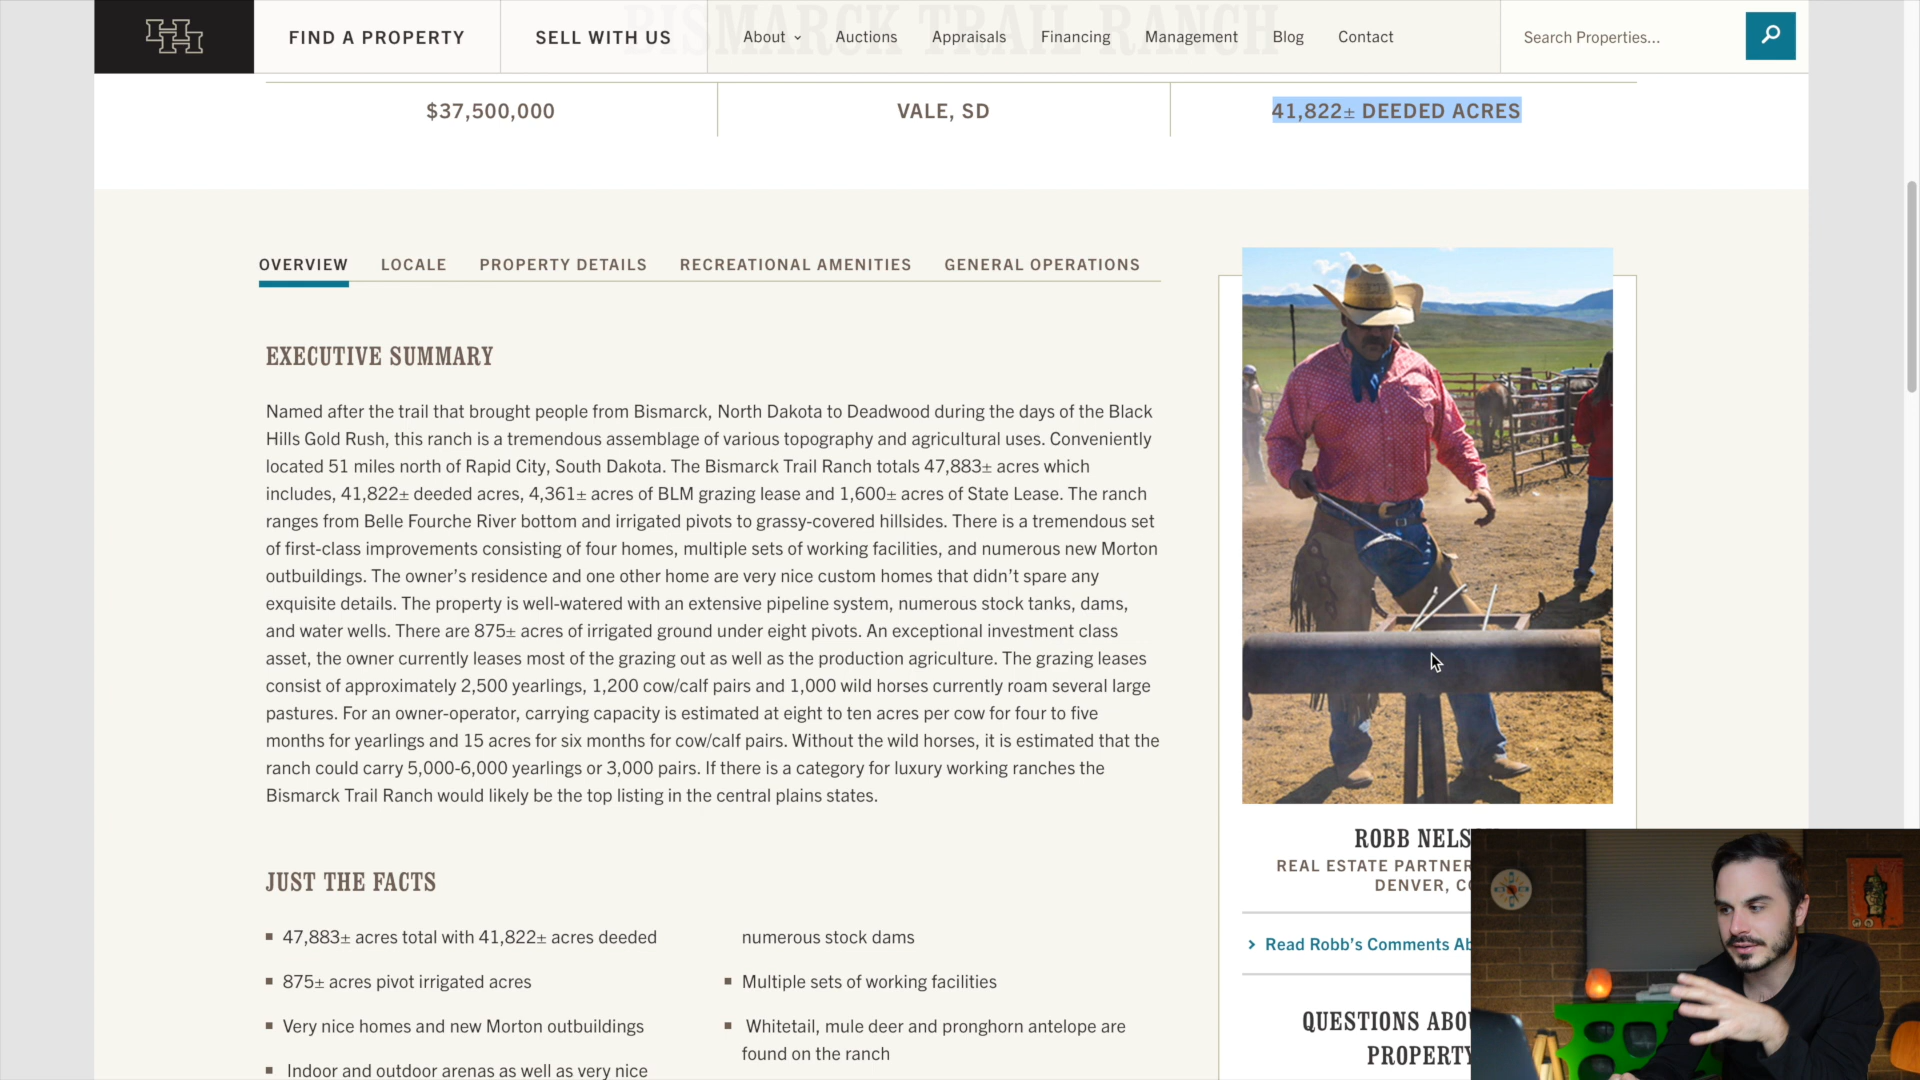 BISMARCK TRAIL RANCH
FIND A PROPERTY
SELL WITH US
About
Auctions
Appraisals
Financing
Management
Blog
Contact
Search Properties...
$37,500,000
VALE, SD
41,822± DEEDED ACRES
OVERVIEW
LOCALE
PROPERTY DETAILS
RECREATIONAL AMENITIES
GENERAL OPERATIONS
EXECUTIVE SUMMARY
Named after the trail that brought people from Bismarck, North Dakota to Deadwood during the days of the Black
Hills Gold Rush, this ranch is a tremendous assemblage of various topography and agricultural uses. Conveniently
located 51 miles north of Rapid City, South Dakota. The Bismarck Trail Ranch totals 47,883± acres which
includes, 41,822± deeded acres, 4,361± acres of BLM grazing lease and 1,600± acres of State Lease. The ranch
ranges from Belle Fourche River bottom and irrigated pivots to grassy-covered hillsides. There is a tremendous set
of first-class improvements consisting of four homes, multiple sets of working facilities, and numerous new Morton
outbuildings. The owner’s residence and one other home are very nice custom homes that didn’t spare any
exquisite details. The property is well-watered with an extensive pipeline system, numerous stock tanks, dams,
and water wells. There are 875± acres of irrigated ground under eight pivots. An exceptional investment class
asset, the owner currently leases most of the grazing out as well as the production agriculture. The grazing leases
consist of approximately 2,500 yearlings, 1,200 cow/calf pairs and 1,000 wild horses currently roam several large
pastures. For an owner-operator, carrying capacity is estimated at eight to ten acres per cow for four to five
months for yearlings and 15 acres for six months for cow/calf pairs. Without the wild horses, it is estimated that the
ranch could carry 5,000-6,000 yearlings or 3,000 pairs. If there is a category for luxury working ranches the
Bismarck Trail Ranch would likely be the top listing in the central plains states.
JUST THE FACTS
47,883± acres total with 41,822± acres deeded
875± acres pivot irrigated acres
Very nice homes and new Morton outbuildings
Indoor and outdoor arenas as well as very nice
numerous stock dams
Multiple sets of working facilities
Whitetail, mule deer and pronghorn antelope are
found on the ranch
ROBB NELS
REAL ESTATE PARTNER
DENVER, C
Read Robb’s Comments Ab
QUESTIONS ABO
PROPERTY